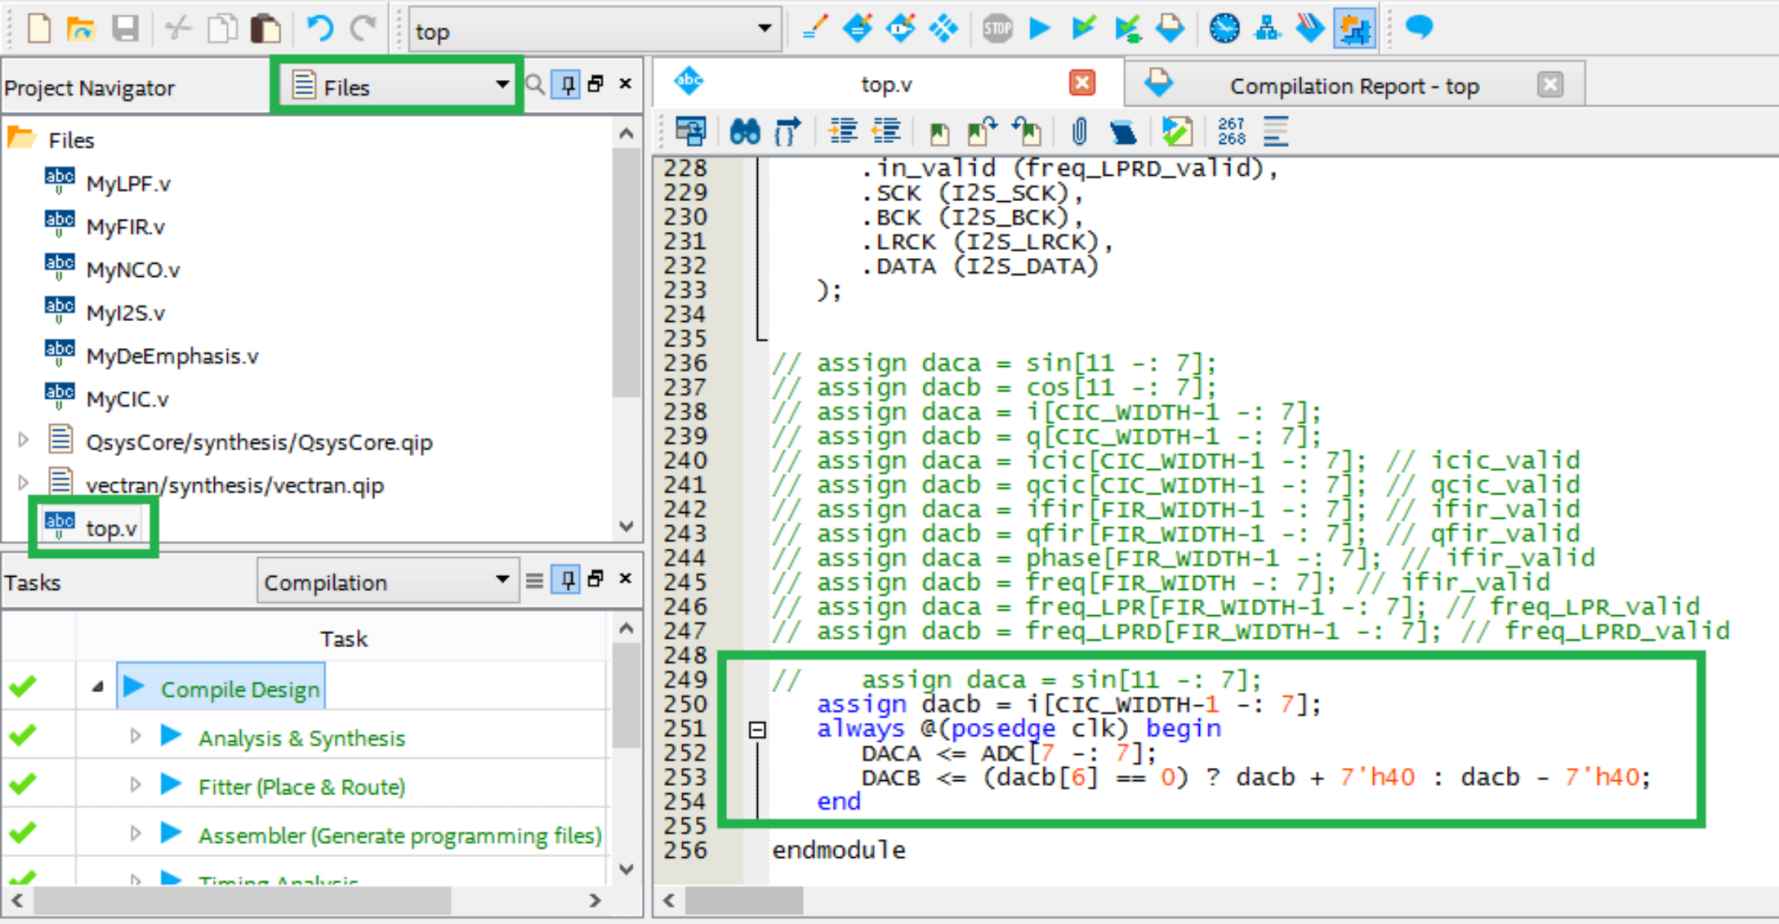 top
STOP
Project Navigator
Files
Files
abc MyLPF.v
abc MyFIR.v
abc MyNCO.v
abc MyI2S.v
abc MyDeEmphasis.v
abc MyCIC.v
QsysCore/synthesis/QsysCore.qip
vectran/synthesis/vectran.qip
abc top.v
Tasks
Compilation
Task
Compile Design
Analysis & Synthesis
Fitter (Place & Route)
Assembler (Generate programming files)
Timing Analysis
abc top.v
Compilation Report - top
267
268
228 .in_valid (freq_LPRD_valid),
229 .SCK (I2S_SCK),
230 .BCK (I2S_BCK),
231 .LRCK (I2S_LRCK),
232 .DATA (I2S_DATA)
233 );
234
235
236 // assign daca = sin[11 -: 7];
237 // assign dacb = cos[11 -: 7];
238 // assign daca = i[CIC_WIDTH-1 -: 7];
239 // assign dacb = q[CIC_WIDTH-1 -: 7];
240 // assign daca = icic[CIC_WIDTH-1 -: 7]; // icic_valid
241 // assign dacb = qcic[CIC_WIDTH-1 -: 7]; // qcic_valid
242 // assign daca = ifir[FIR_WIDTH-1 -: 7]; // ifir_valid
243 // assign dacb = qfir[FIR_WIDTH-1 -: 7]; // qfir_valid
244 // assign daca = phase[FIR_WIDTH-1 -: 7]; // ifir_valid
245 // assign dacb = freq[FIR_WIDTH -: 7]; // ifir_valid
246 // assign daca = freq_LPR[FIR_WIDTH-1 -: 7]; // freq_LPR_valid
247 // assign dacb = freq_LPRD[FIR_WIDTH-1 -: 7]; // freq_LPRD_valid
248
249 // assign daca = sin[11 -: 7];
250 assign dacb = i[CIC_WIDTH-1 -: 7];
251 always @(posedge clk) begin
252 DACA <= ADC[7 -: 7];
253 DACB <= (dacb[6] == 0) ? dacb + 7'h40 : dacb - 7'h40;
254 end
255
256 endmodule